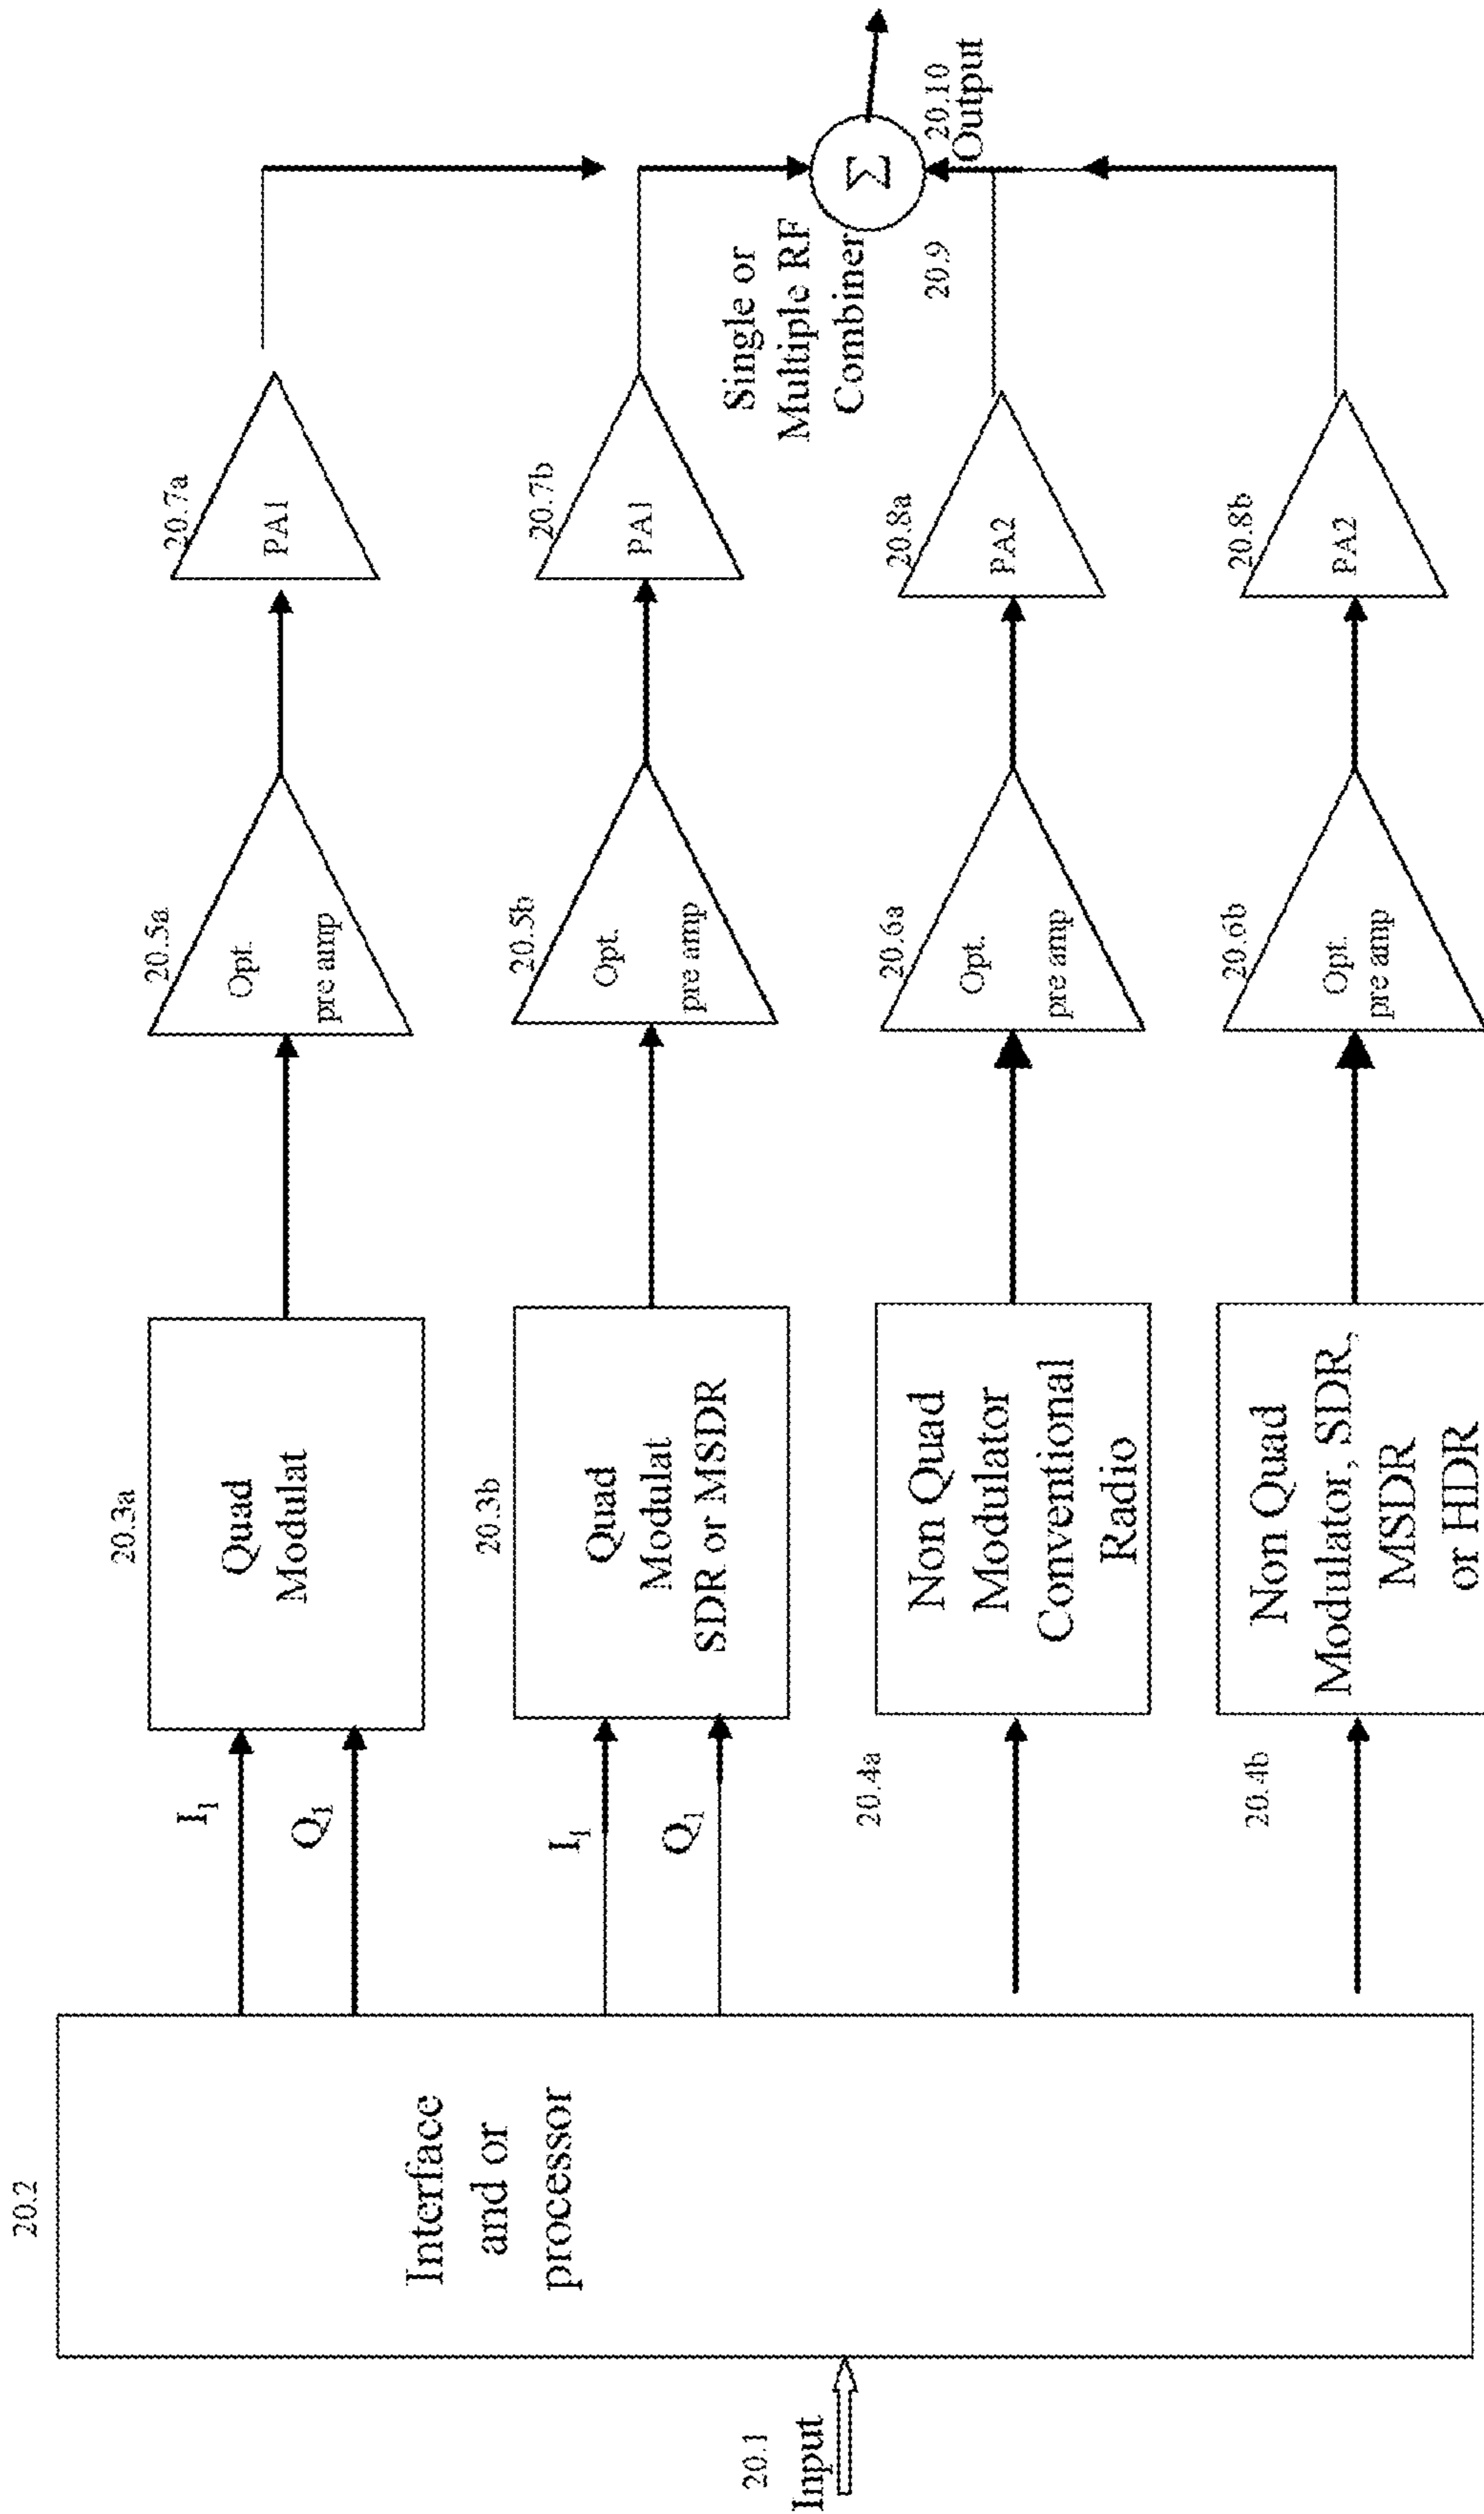 20.1
Input
20.2
Interface
and or
processor
I1
Q1
20.3a
Quad
Modulat
20.5a
Opt.
pre amp
20.7a
PA1
I1
Q1
20.3b
Quad
Modulat
SDR or MSDR
20.5b
Opt.
pre amp
20.7b
PA1
20.4a
Non Quad
Modulator
Conventional
Radio
20.6a
Opt.
pre amp
20.8a
PA2
20.4b
Non Quad
Modulator, SDR,
MSDR
or HDR
20.6b
Opt.
pre amp
20.8b
PA2
Single or
Multiple RF
Combiner
20.9
Σ
20.10
Output